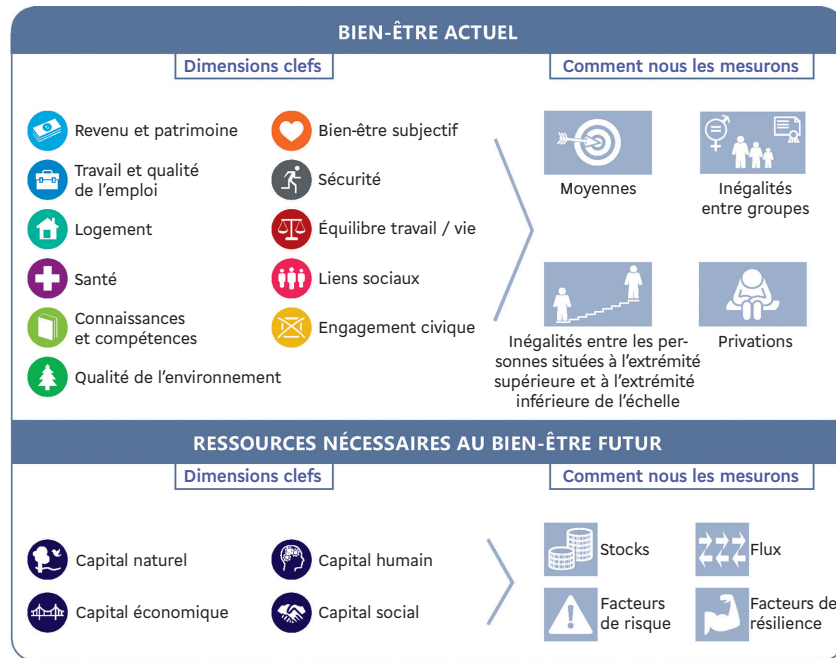 BIEN-ÊTRE ACTUEL
Dimensions clefs
Comment nous les mesurons
Revenu et patrimoine
Travail et qualité
de l'emploi
Logement
Santé
Connaissances
et compétences
Qualité de l'environnement
Bien-être subjectif
Sécurité
Équilibre travail / vie
Liens sociaux
Engagement civique
Moyennes
Inégalités
entre groupes
Inégalités entre les per-
sonnes situées à l'extrémité
supérieure et à l'extrémité
inférieure de l'échelle
Privations
RESSOURCES NÉCESSAIRES AU BIEN-ÊTRE FUTUR
Dimensions clefs
Comment nous les mesurons
Capital naturel
Capital économique
Capital humain
Capital social
Stocks
Flux
Facteurs
de risque
Facteurs de
résilience